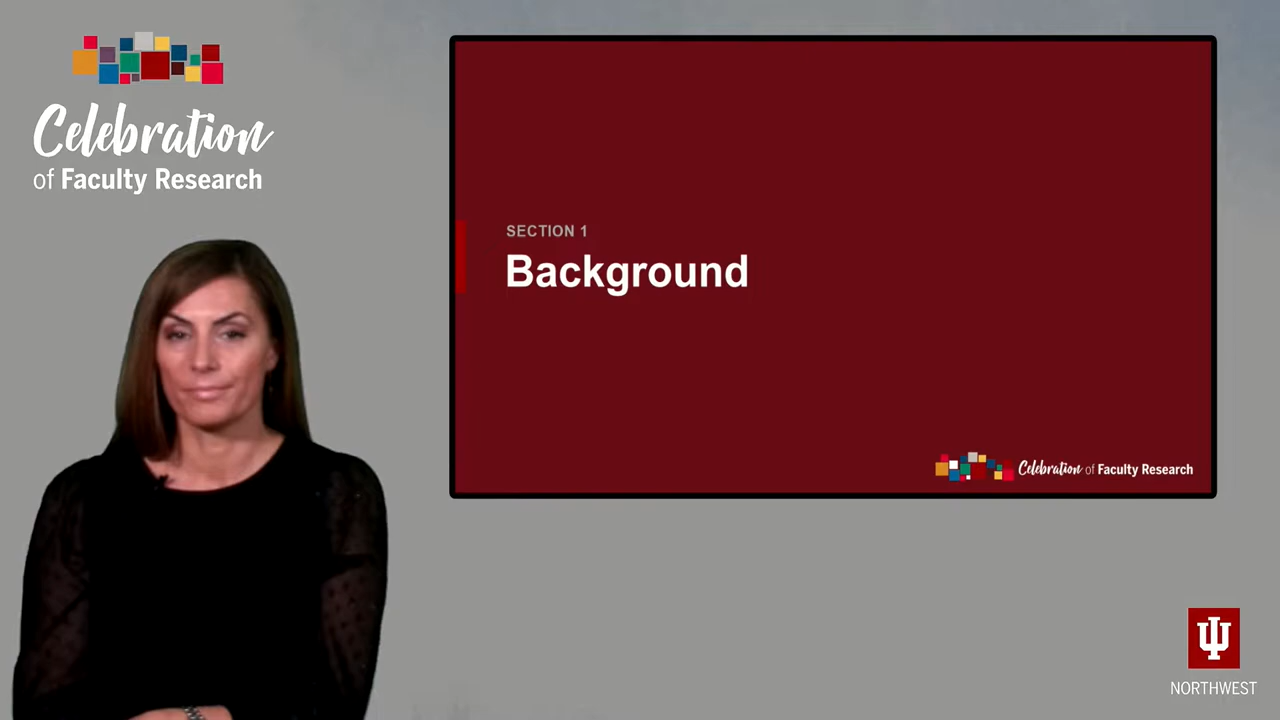 Celebration
of Faculty Research
SECTION 1
Background
Celebration of Faculty Research
NORTHWEST